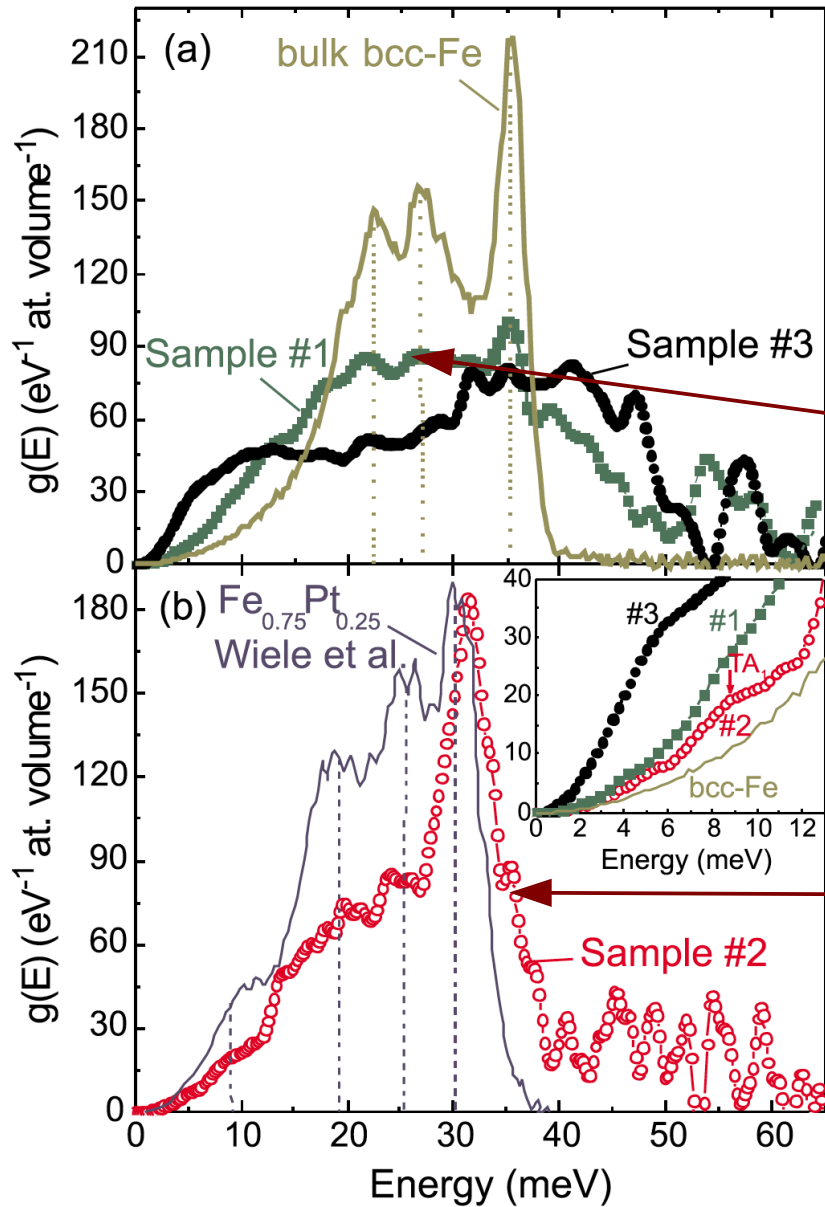 (a)
bulk bcc-Fe
Sample #1
Sample #3
g(E) (eV⁻¹ at. volume⁻¹)
210
180
150
120
90
60
30
0
(b)
Fe₀.₇₅Pt₀.₂₅
Wiele et al.
Sample #2
g(E) (eV⁻¹ at. volume⁻¹)
180
150
120
90
60
30
0
0 10 20 30 40 50 60
Energy (meV)
40
30
20
10
0
#3
#1
TA₁
#2
bcc-Fe
0 2 4 6 8 10 12
Energy (meV)